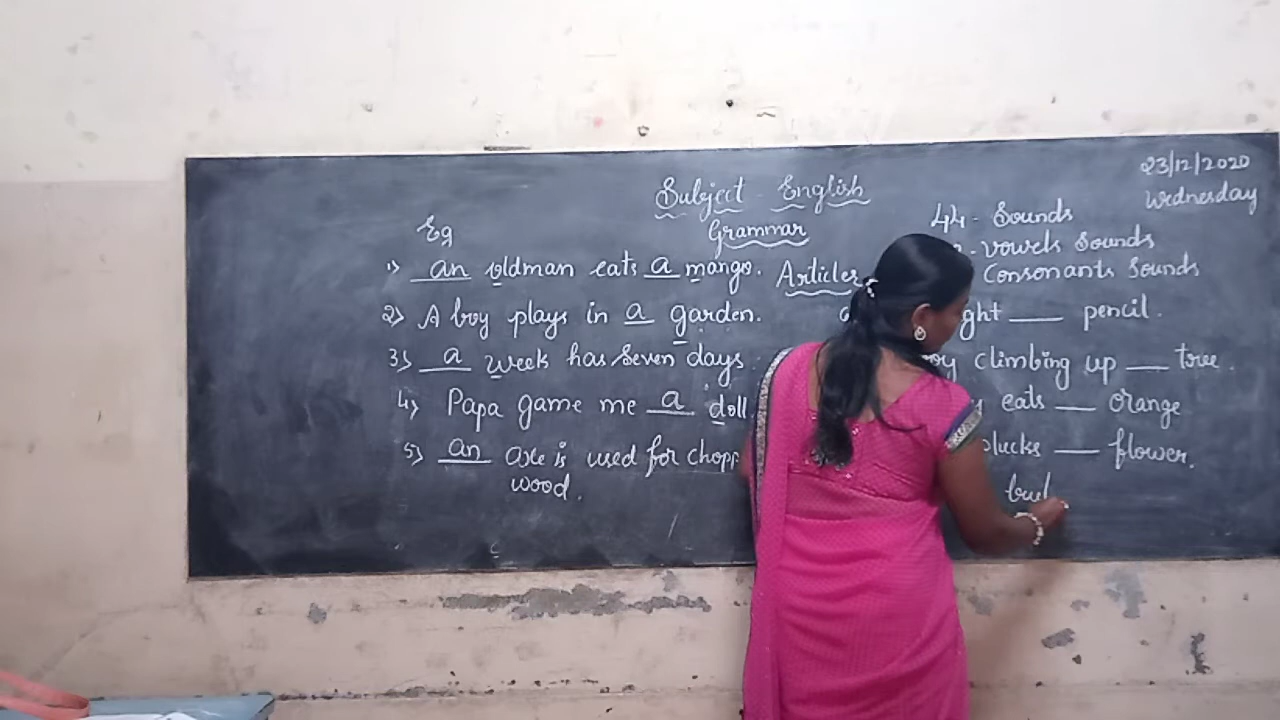 23/12/2020
Wednesday
Subject - English
Grammar
Articles
Eg
1) an oldman eats a mango.
2) A boy plays in a garden.
3) a week has seven days.
4) Papa game me a doll
5) an axe is used for chopp
wood.
44 - Sounds
vowels Sounds
Consonants Sounds
ght ___ pencil.
climbing up ___ tree.
eats ___ orange
plucks ___ flower.